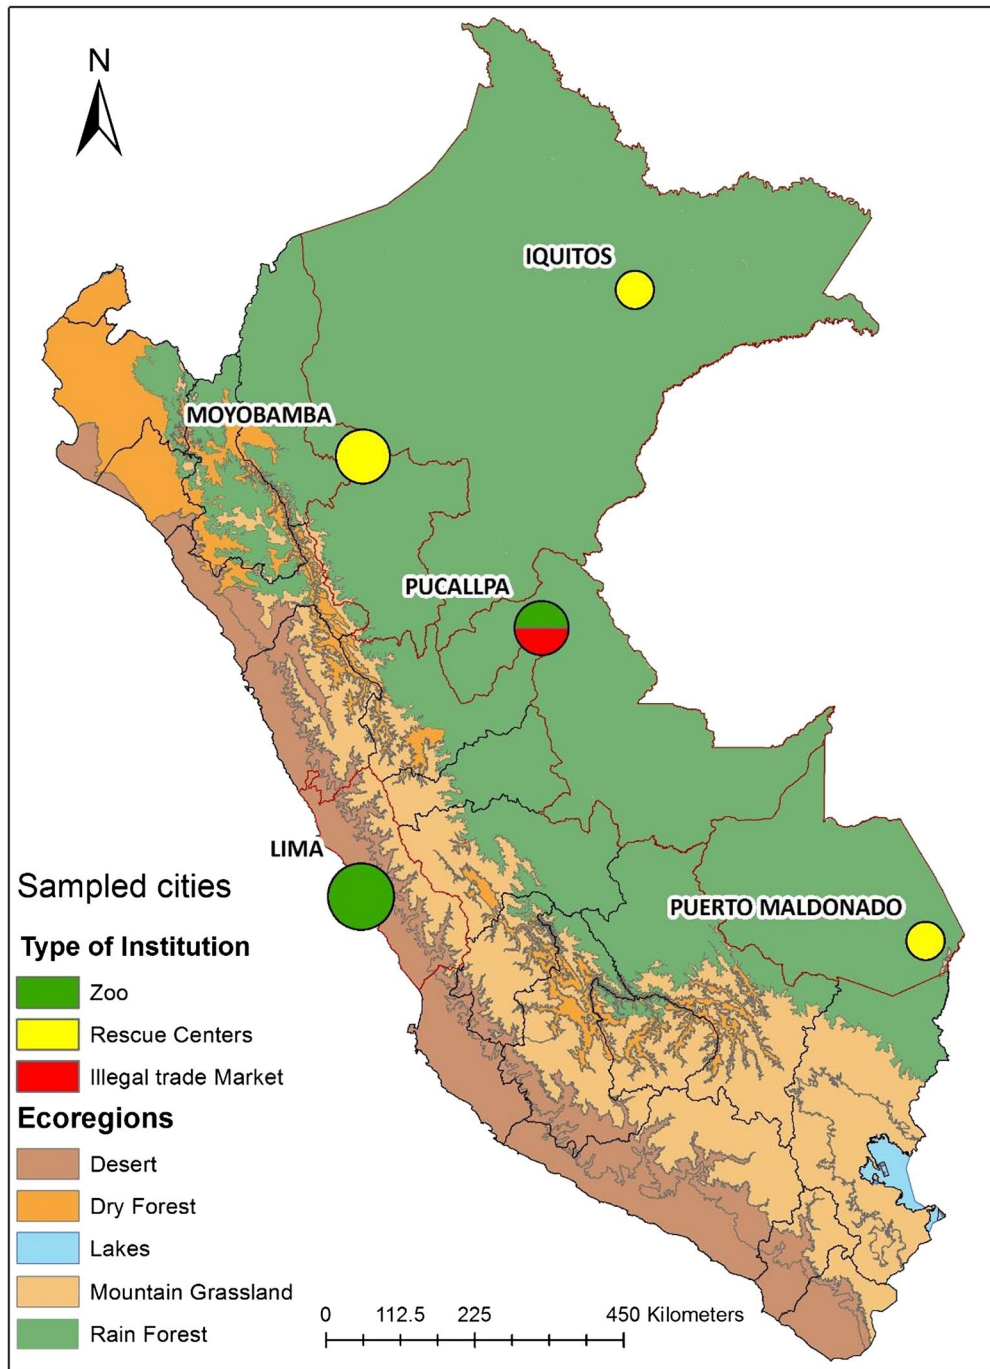 N
IQUITOS
MOYOBAMBA
PUCALLPA
LIMA
PUERTO MALDONADO
Sampled cities
Type of Institution
Zoo
Rescue Centers
Illegal trade Market
Ecoregions
Desert
Dry Forest
Lakes
Mountain Grassland
Rain Forest
0 112.5 225 450 Kilometers